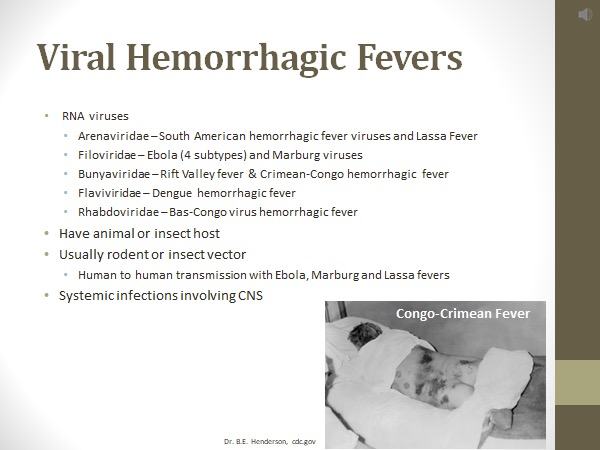 Viral Hemorrhagic Fevers
• RNA viruses
• Arenaviridae – South American hemorrhagic fever viruses and Lassa Fever
• Filoviridae – Ebola (4 subtypes) and Marburg viruses
• Bunyaviridae – Rift Valley fever & Crimean-Congo hemorrhagic fever
• Flaviviridae – Dengue hemorrhagic fever
• Rhabdoviridae – Bas-Congo virus hemorrhagic fever
• Have animal or insect host
• Usually rodent or insect vector
• Human to human transmission with Ebola, Marburg and Lassa fevers
• Systemic infections involving CNS
Congo-Crimean Fever
Dr. B.E. Henderson, cdc.gov